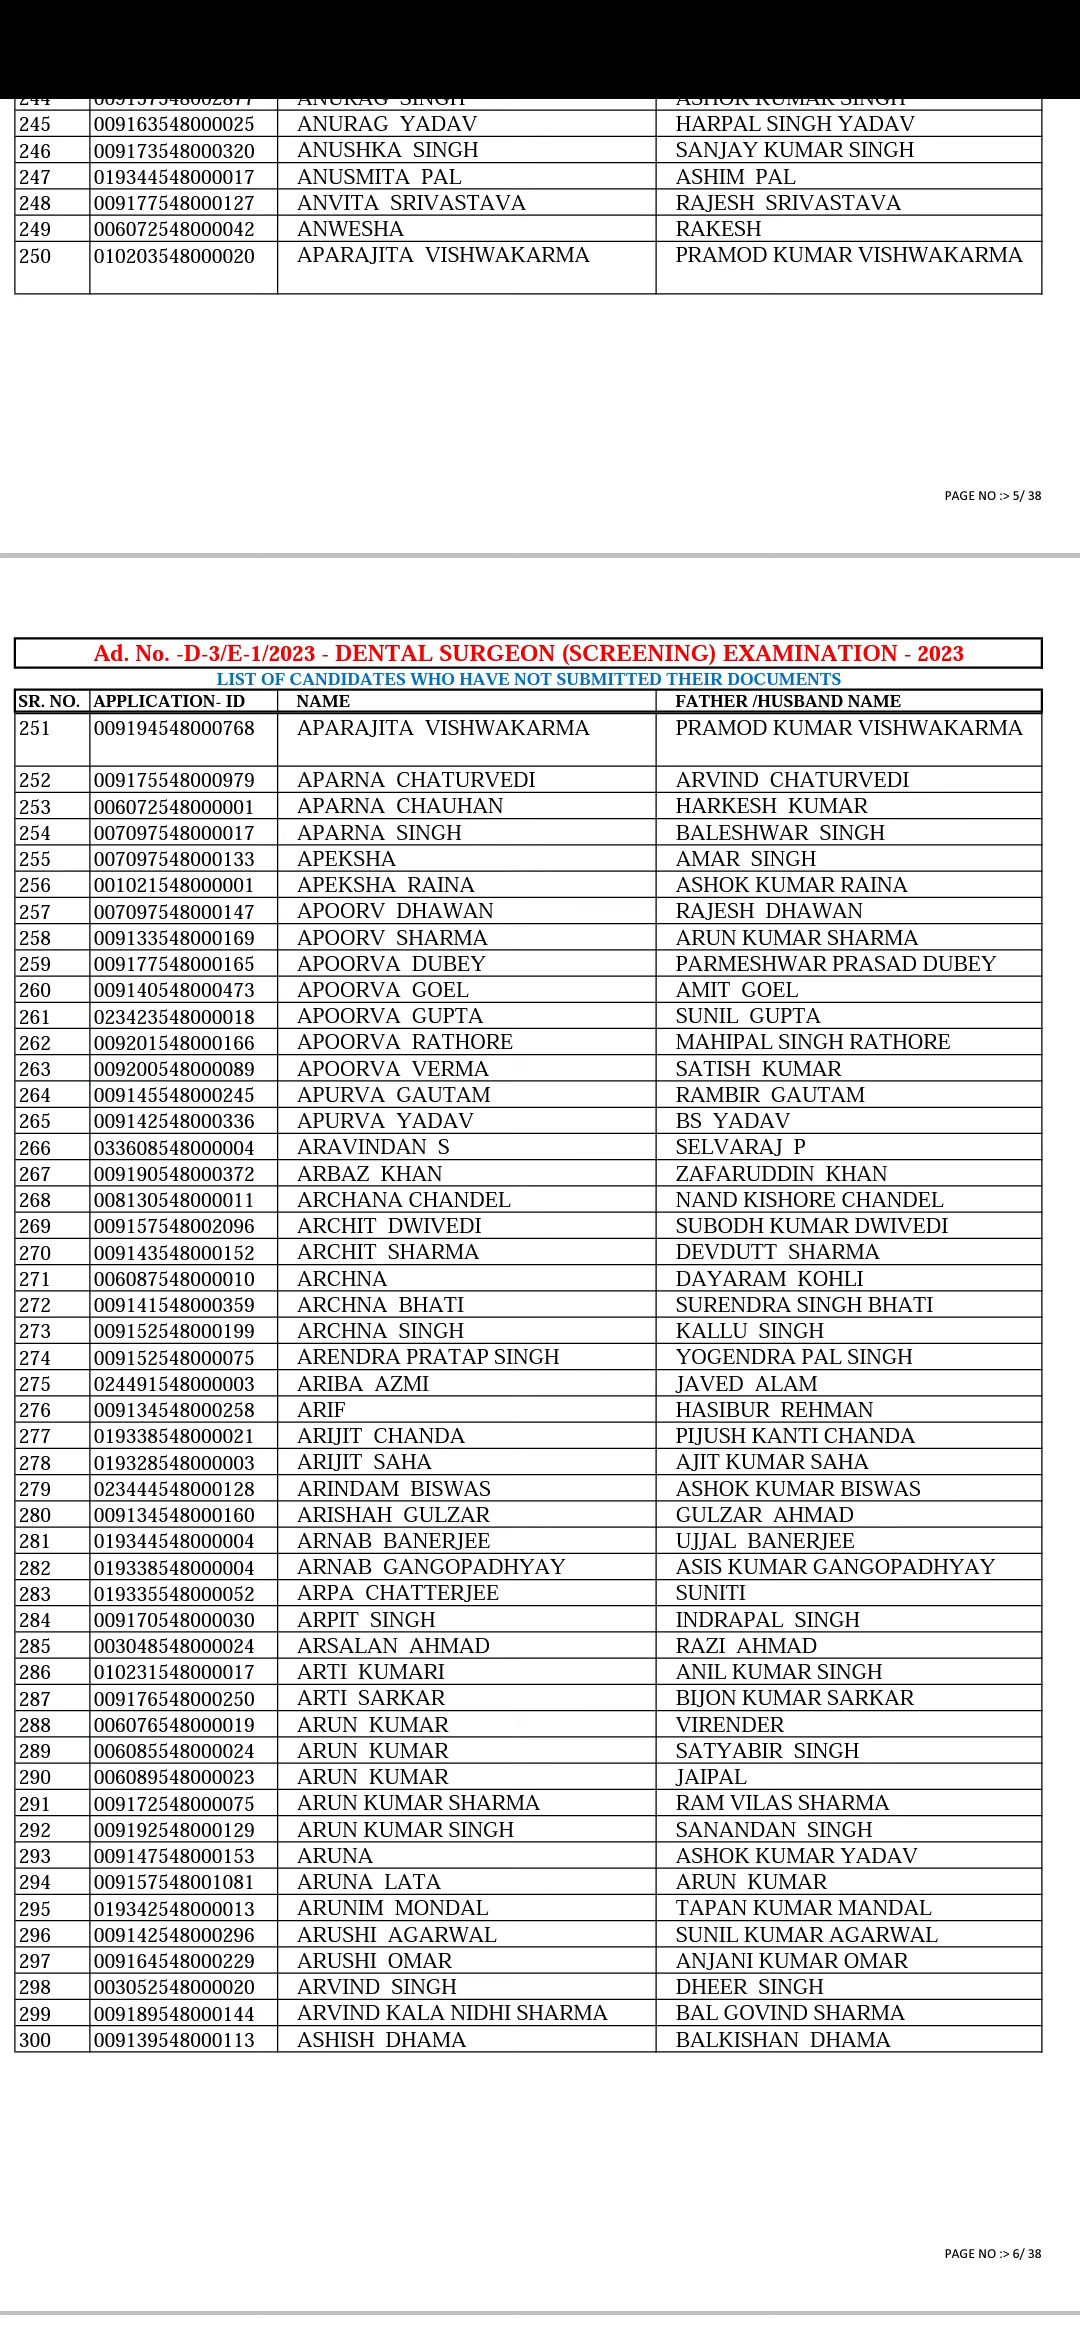 244 009157548002877 ANURAG SINGH ASHOK KUMAR SINGH
245 009163548000025 ANURAG YADAV HARPAL SINGH YADAV
246 009173548000320 ANUSHKA SINGH SANJAY KUMAR SINGH
247 019344548000017 ANUSMITA PAL ASHIM PAL
248 009177548000127 ANVITA SRIVASTAVA RAJESH SRIVASTAVA
249 006072548000042 ANWESHA RAKESH
250 010203548000020 APARAJITA VISHWAKARMA PRAMOD KUMAR VISHWAKARMA
PAGE NO :> 5/ 38
Ad. No. -D-3/E-1/2023 - DENTAL SURGEON (SCREENING) EXAMINATION - 2023
LIST OF CANDIDATES WHO HAVE NOT SUBMITTED THEIR DOCUMENTS
SR. NO. APPLICATION- ID NAME FATHER /HUSBAND NAME
251 009194548000768 APARAJITA VISHWAKARMA PRAMOD KUMAR VISHWAKARMA
252 009175548000979 APARNA CHATURVEDI ARVIND CHATURVEDI
253 006072548000001 APARNA CHAUHAN HARKESH KUMAR
254 007097548000017 APARNA SINGH BALESHWAR SINGH
255 007097548000133 APEKSHA AMAR SINGH
256 001021548000001 APEKSHA RAINA ASHOK KUMAR RAINA
257 007097548000147 APOORV DHAWAN RAJESH DHAWAN
258 009133548000169 APOORV SHARMA ARUN KUMAR SHARMA
259 009177548000165 APOORVA DUBEY PARMESHWAR PRASAD DUBEY
260 009140548000473 APOORVA GOEL AMIT GOEL
261 023423548000018 APOORVA GUPTA SUNIL GUPTA
262 009201548000166 APOORVA RATHORE MAHIPAL SINGH RATHORE
263 009200548000089 APOORVA VERMA SATISH KUMAR
264 009145548000245 APURVA GAUTAM RAMBIR GAUTAM
265 009142548000336 APURVA YADAV BS YADAV
266 033608548000004 ARAVINDAN S SELVARAJ P
267 009190548000372 ARBAZ KHAN ZAFARUDDIN KHAN
268 008130548000011 ARCHANA CHANDEL NAND KISHORE CHANDEL
269 009157548002096 ARCHIT DWIVEDI SUBODH KUMAR DWIVEDI
270 009143548000152 ARCHIT SHARMA DEVDUTT SHARMA
271 006087548000010 ARCHNA DAYARAM KOHLI
272 009141548000359 ARCHNA BHATI SURENDRA SINGH BHATI
273 009152548000199 ARCHNA SINGH KALLU SINGH
274 009152548000075 ARENDRA PRATAP SINGH YOGENDRA PAL SINGH
275 024491548000003 ARIBA AZMI JAVED ALAM
276 009134548000258 ARIF HASIBUR REHMAN
277 019338548000021 ARIJIT CHANDA PIJUSH KANTI CHANDA
278 019328548000003 ARIJIT SAHA AJIT KUMAR SAHA
279 023444548000128 ARINDAM BISWAS ASHOK KUMAR BISWAS
280 009134548000160 ARISHAH GULZAR GULZAR AHMAD
281 019344548000004 ARNAB BANERJEE UJJAL BANERJEE
282 019338548000004 ARNAB GANGOPADHYAY ASIS KUMAR GANGOPADHYAY
283 019335548000052 ARPA CHATTERJEE SUNITI
284 009170548000030 ARPIT SINGH INDRAPAL SINGH
285 003048548000024 ARSALAN AHMAD RAZI AHMAD
286 010231548000017 ARTI KUMARI ANIL KUMAR SINGH
287 009176548000250 ARTI SARKAR BIJON KUMAR SARKAR
288 006076548000019 ARUN KUMAR VIRENDER
289 006085548000024 ARUN KUMAR SATYABIR SINGH
290 006089548000023 ARUN KUMAR JAIPAL
291 009172548000075 ARUN KUMAR SHARMA RAM VILAS SHARMA
292 009192548000129 ARUN KUMAR SINGH SANANDAN SINGH
293 009147548000153 ARUNA ASHOK KUMAR YADAV
294 009157548001081 ARUNA LATA ARUN KUMAR
295 019342548000013 ARUNIM MONDAL TAPAN KUMAR MANDAL
296 009142548000296 ARUSHI AGARWAL SUNIL KUMAR AGARWAL
297 009164548000229 ARUSHI OMAR ANJANI KUMAR OMAR
298 003052548000020 ARVIND SINGH DHEER SINGH
299 009189548000144 ARVIND KALA NIDHI SHARMA BAL GOVIND SHARMA
300 009139548000113 ASHISH DHAMA BALKISHAN DHAMA
PAGE NO :> 6/ 38